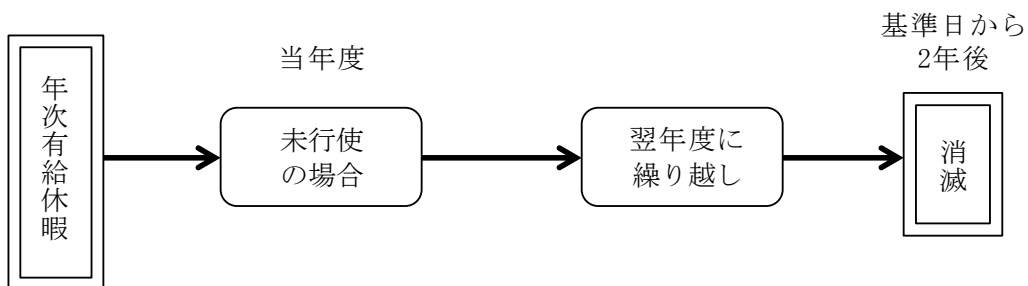 年次有給休暇
当年度
未行使
の場合
翌年度に
繰り越し
基準日から
2年後
消滅